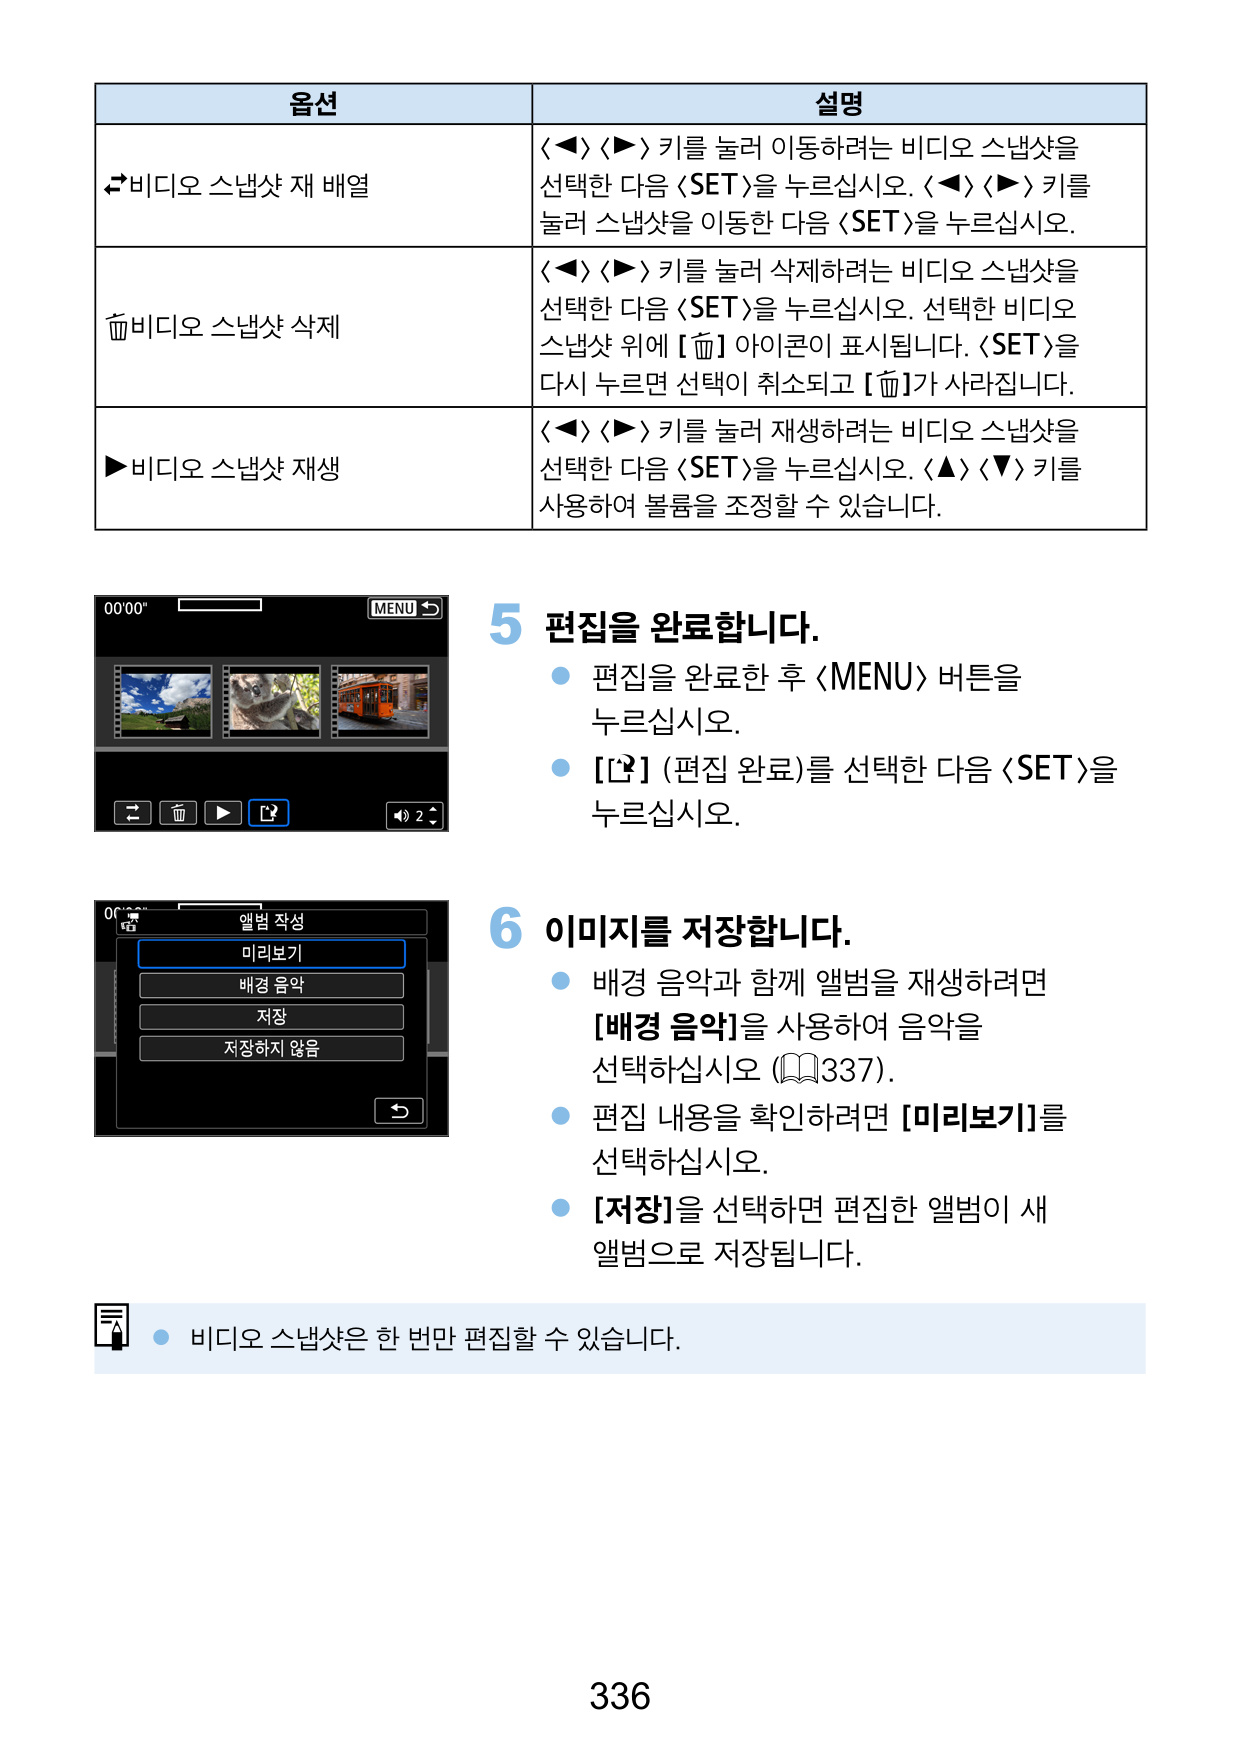 옵션 설명
비디오 스냅샷 재 배열
〈◀〉〈▶〉 키를 눌러 이동하려는 비디오 스냅샷을
선택한 다음 〈SET〉을 누르십시오. 〈◀〉〈▶〉 키를
눌러 스냅샷을 이동한 다음 〈SET〉을 누르십시오.
비디오 스냅샷 삭제
〈◀〉〈▶〉 키를 눌러 삭제하려는 비디오 스냅샷을
선택한 다음 〈SET〉을 누르십시오. 선택한 비디오
스냅샷 위에 [🗑] 아이콘이 표시됩니다. 〈SET〉을
다시 누르면 선택이 취소되고 [🗑]가 사라집니다.
▶비디오 스냅샷 재생
〈◀〉〈▶〉 키를 눌러 재생하려는 비디오 스냅샷을
선택한 다음 〈SET〉을 누르십시오. 〈▲〉〈▼〉 키를
사용하여 볼륨을 조정할 수 있습니다.
00'00" MENU
2
5 편집을 완료합니다.
● 편집을 완료한 후 〈MENU〉 버튼을
누르십시오.
● [] (편집 완료)를 선택한 다음 〈SET〉을
누르십시오.
앨범 작성
미리보기
배경 음악
저장
저장하지 않음
6 이미지를 저장합니다.
● 배경 음악과 함께 앨범을 재생하려면
[배경 음악]을 사용하여 음악을
선택하십시오 (337).
● 편집 내용을 확인하려면 [미리보기]를
선택하십시오.
● [저장]을 선택하면 편집한 앨범이 새
앨범으로 저장됩니다.
● 비디오 스냅샷은 한 번만 편집할 수 있습니다.
336